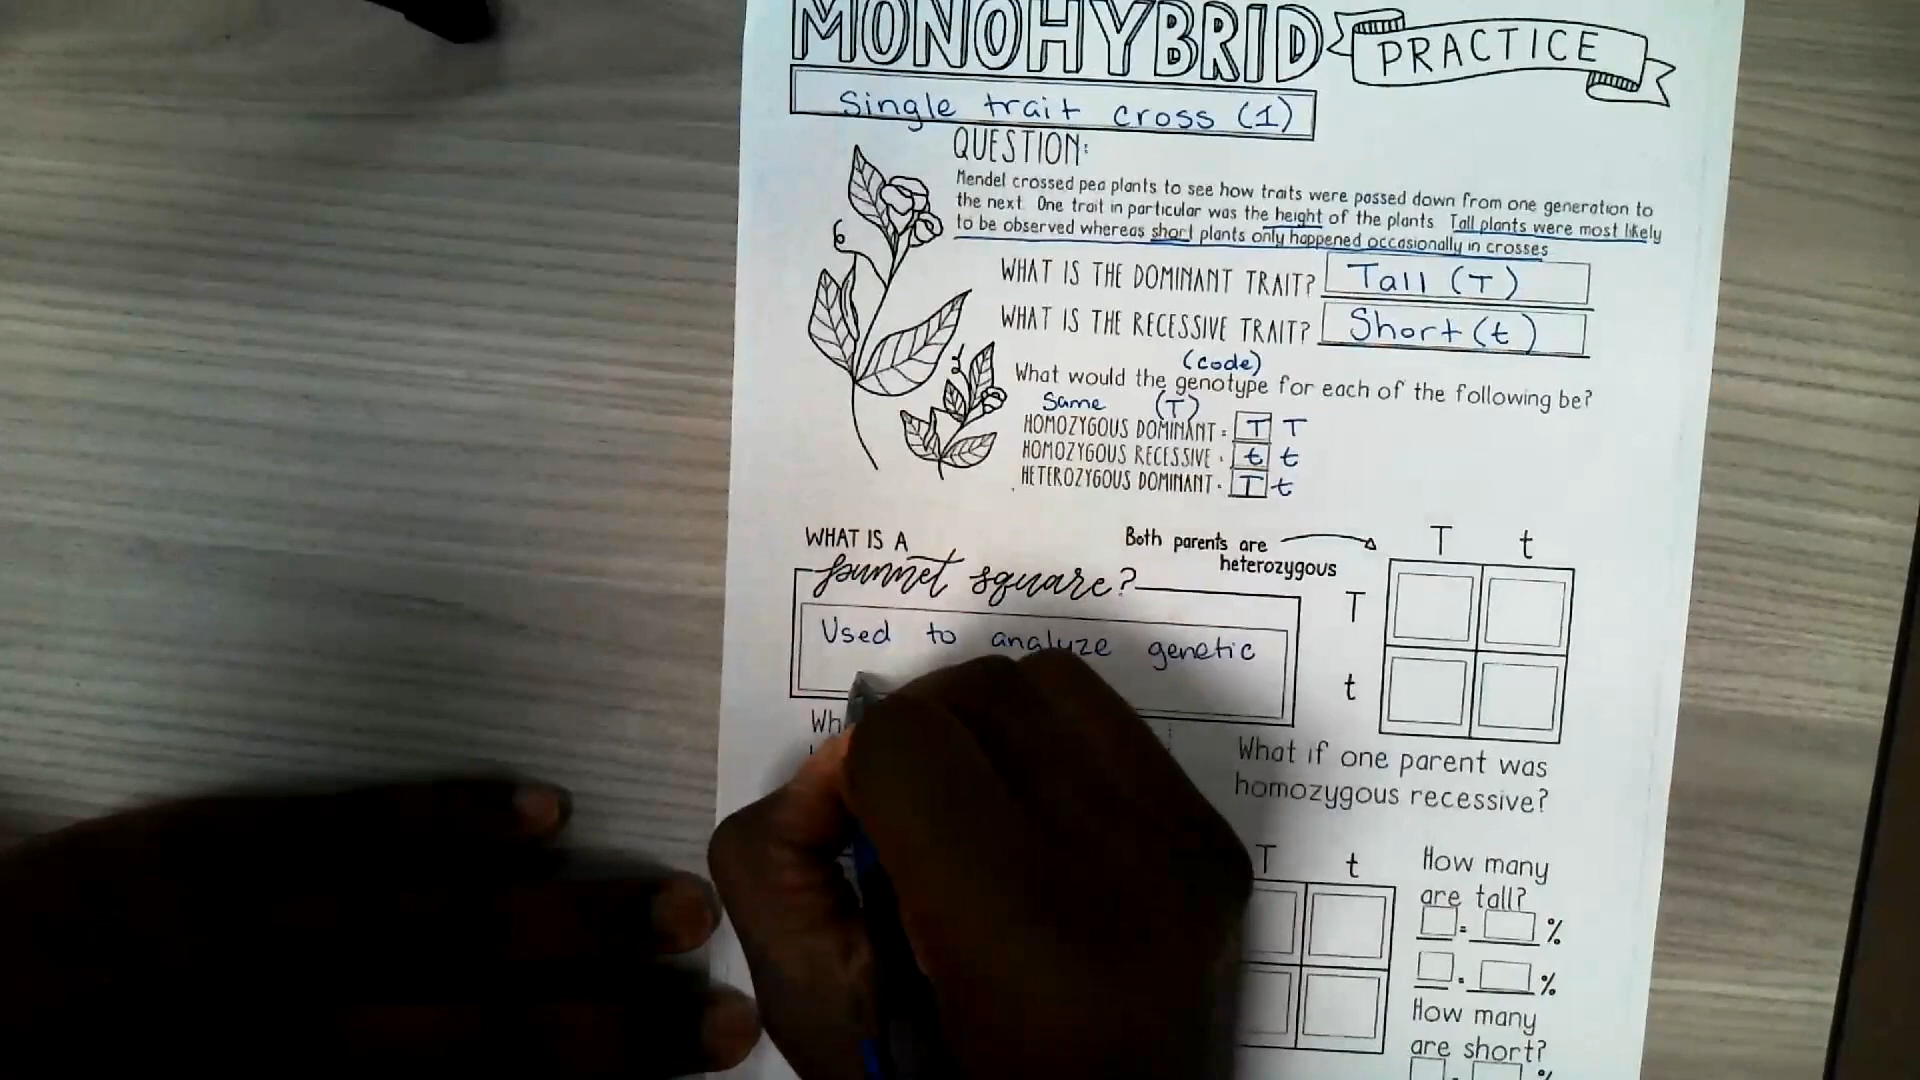 MONOHYBRID PRACTICE
Single trait cross (1)
QUESTION:
Mendel crossed pea plants to see how traits were passed down from one generation to
the next. One trait in particular was the height of the plants. Tall plants were most likely
to be observed whereas short plants only happened occasionally in crosses
WHAT IS THE DOMINANT TRAIT? Tall (T)
WHAT IS THE RECESSIVE TRAIT? Short (t)
(code)
What would the genotype for each of the following be?
Same (T)
HOMOZYGOUS DOMINANT = T T
HOMOZYGOUS RECESSIVE = t t
HETEROZYGOUS DOMINANT = T t
WHAT IS A
punnet square?
Used to analyze genetic
Both parents are
heterozygous
T t
T
t
What if one parent was
homozygous recessive?
T t
How many
are tall?
= %
= %
How many
are short?